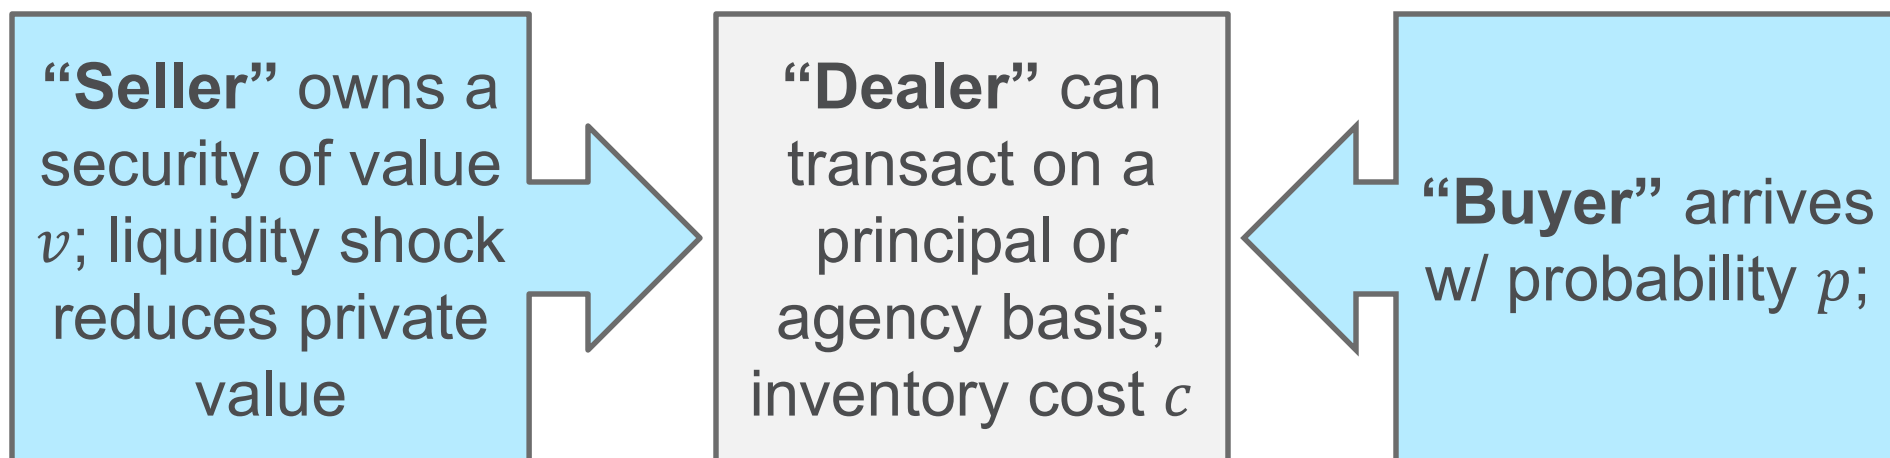 “Seller” owns a
security of value
𝑣; liquidity shock
reduces private
value
“Dealer” can
transact on a
principal or
agency basis;
inventory cost 𝑐
“Buyer” arrives
w/ probability 𝑝;